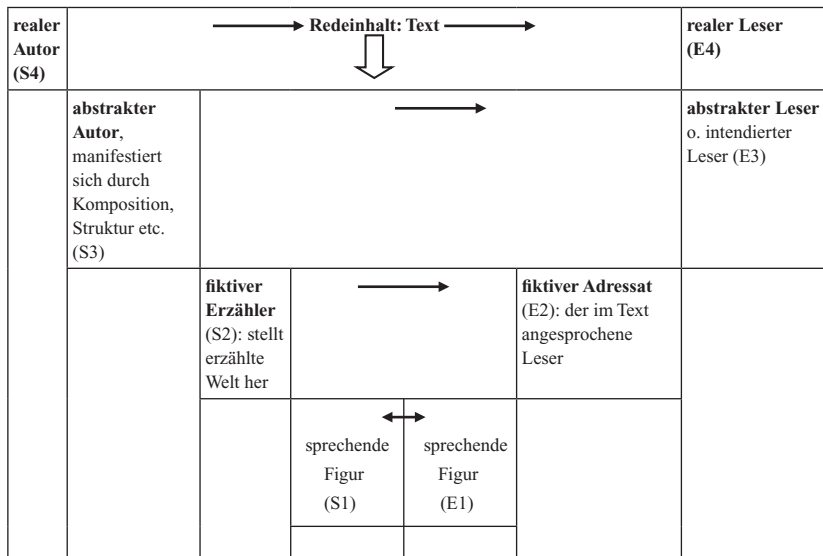 realer
Autor
(S4)
Redeinhalt: Text
realer Leser
(E4)
abstrakter
Autor,
manifestiert
sich durch
Komposition,
Struktur etc.
(S3)
abstrakter Leser
o. intendierter
Leser (E3)
fiktiver
Erzähler
(S2): stellt
erzählte
Welt her
fiktiver Adressat
(E2): der im Text
angesprochene
Leser
sprechende
Figur
(S1)
sprechende
Figur
(E1)